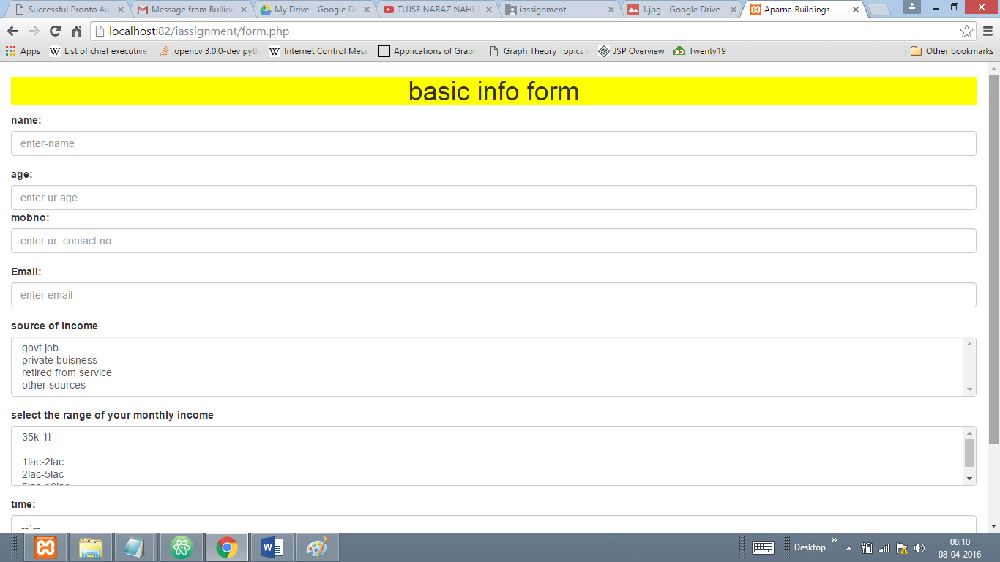 Successful Pronto Au
Message from Bullion
My Drive - Google Dr
TUJSE NARAZ NAHI
iassignment
1.jpg - Google Drive
Aparna Buildings
localhost:82/iassignment/form.php
Apps
List of chief executive
opencv 3.0.0-dev pyth
Internet Control Mess
Applications of Graph
Graph Theory Topics i
JSP Overview
Twenty19
Other bookmarks
basic info form
name:
enter-name
age:
enter ur age
mobno:
enter ur  contact no.
Email:
enter email
source of income
govt.job
private buisness
retired from service
other sources
select the range of your monthly income
35k-1l
1lac-2lac
2lac-5lac
5lac-10lac
time:
--:--
Desktop
08:10
08-04-2016